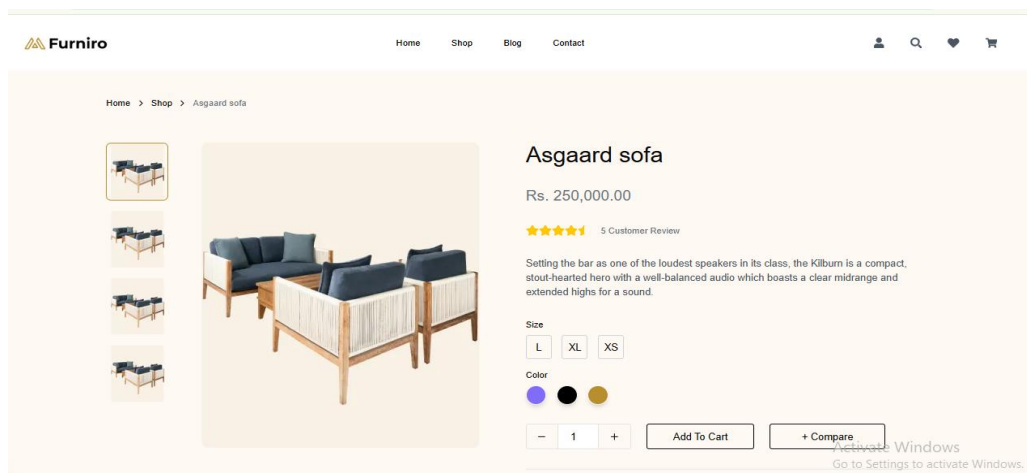 Furniro
Home Shop Blog Contact
Home > Shop > Asgaard sofa
Asgaard sofa
Rs. 250,000.00
5 Customer Review
Setting the bar as one of the loudest speakers in its class, the Kilburn is a compact,
stout-hearted hero with a well-balanced audio which boasts a clear midrange and
extended highs for a sound.
Size
L XL XS
Color
− 1 + Add To Cart + Compare
Activate Windows
Go to Settings to activate Windows.